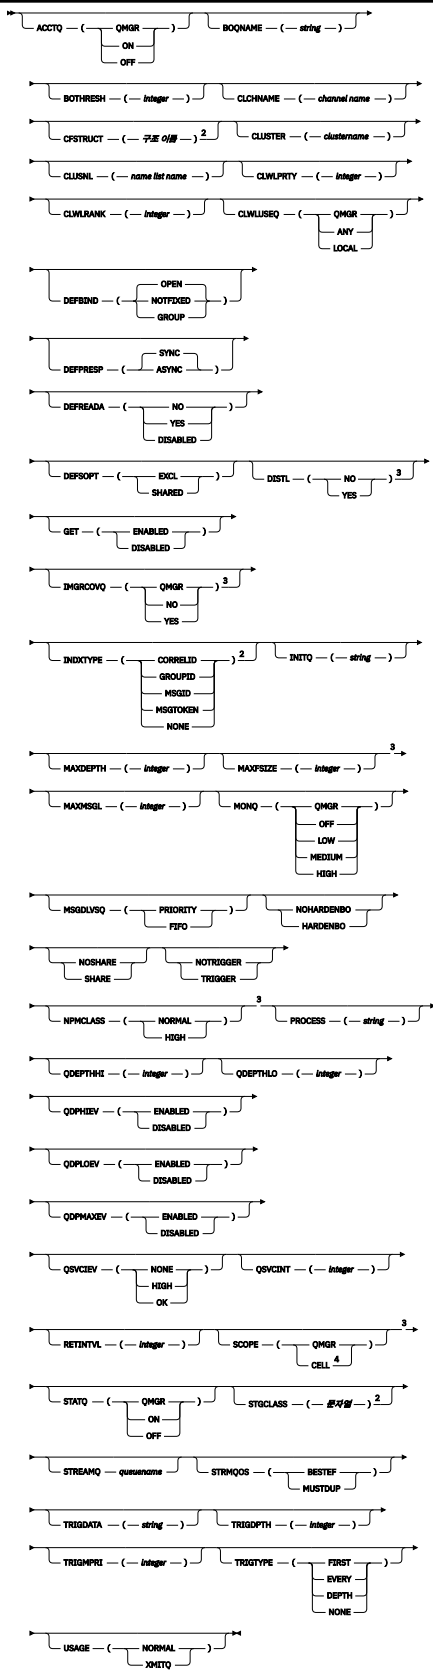 ACCTQ ( QMGR ) BOQNAME ( string )
ON
OFF
BOTHRESH ( integer ) CLCHNAME ( channel name )
CFSTRUCT ( 구조 이름 ) 2 CLUSTER ( clustername )
CLUSNL ( name list name ) CLWLPRTY ( integer )
CLWLRANK ( integer ) CLWLUSEQ ( QMGR )
ANY
LOCAL
OPEN
DEFBIND ( NOTFIXED )
GROUP
SYNC
DEFPRESP ( ASYNC )
DEFREADA ( NO )
YES
DISABLED
DEFSOPT ( EXCL ) DISTL ( NO ) 3
SHARED YES
GET ( ENABLED )
DISABLED
IMGRCOVQ ( QMGR ) 3
NO
YES
INDXTYPE ( CORRELID ) 2 INITQ ( string )
GROUPID
MSGID
MSGTOKEN
NONE
MAXDEPTH ( integer ) MAXFSIZE ( integer ) 3
MAXMSGL ( integer ) MONQ ( QMGR )
OFF
LOW
MEDIUM
HIGH
MSGDLVSQ ( PRIORITY ) NOHARDENBO
FIFO HARDENBO
NOSHARE NOTRIGGER
SHARE TRIGGER
NPMCLASS ( NORMAL ) 3 PROCESS ( string )
HIGH
QDEPTHHI ( integer ) QDEPTHLO ( integer )
QDPHIEV ( ENABLED )
DISABLED
QDPLOEV ( ENABLED )
DISABLED
QDPMAXEV ( ENABLED )
DISABLED
QSVCIEV ( NONE ) QSVCINT ( integer )
HIGH
OK
RETINTVL ( integer ) SCOPE ( QMGR ) 3
CELL 4
STATQ ( QMGR ) STGCLASS ( 문자열 ) 2
ON
OFF
STREAMQ queuename STRMQOS ( BESTEF )
MUSTDUP
TRIGDATA ( string ) TRIGDPTH ( integer )
TRIGMPRI ( integer ) TRIGTYPE ( FIRST )
EVERY
DEPTH
NONE
USAGE ( NORMAL )
XMITQ